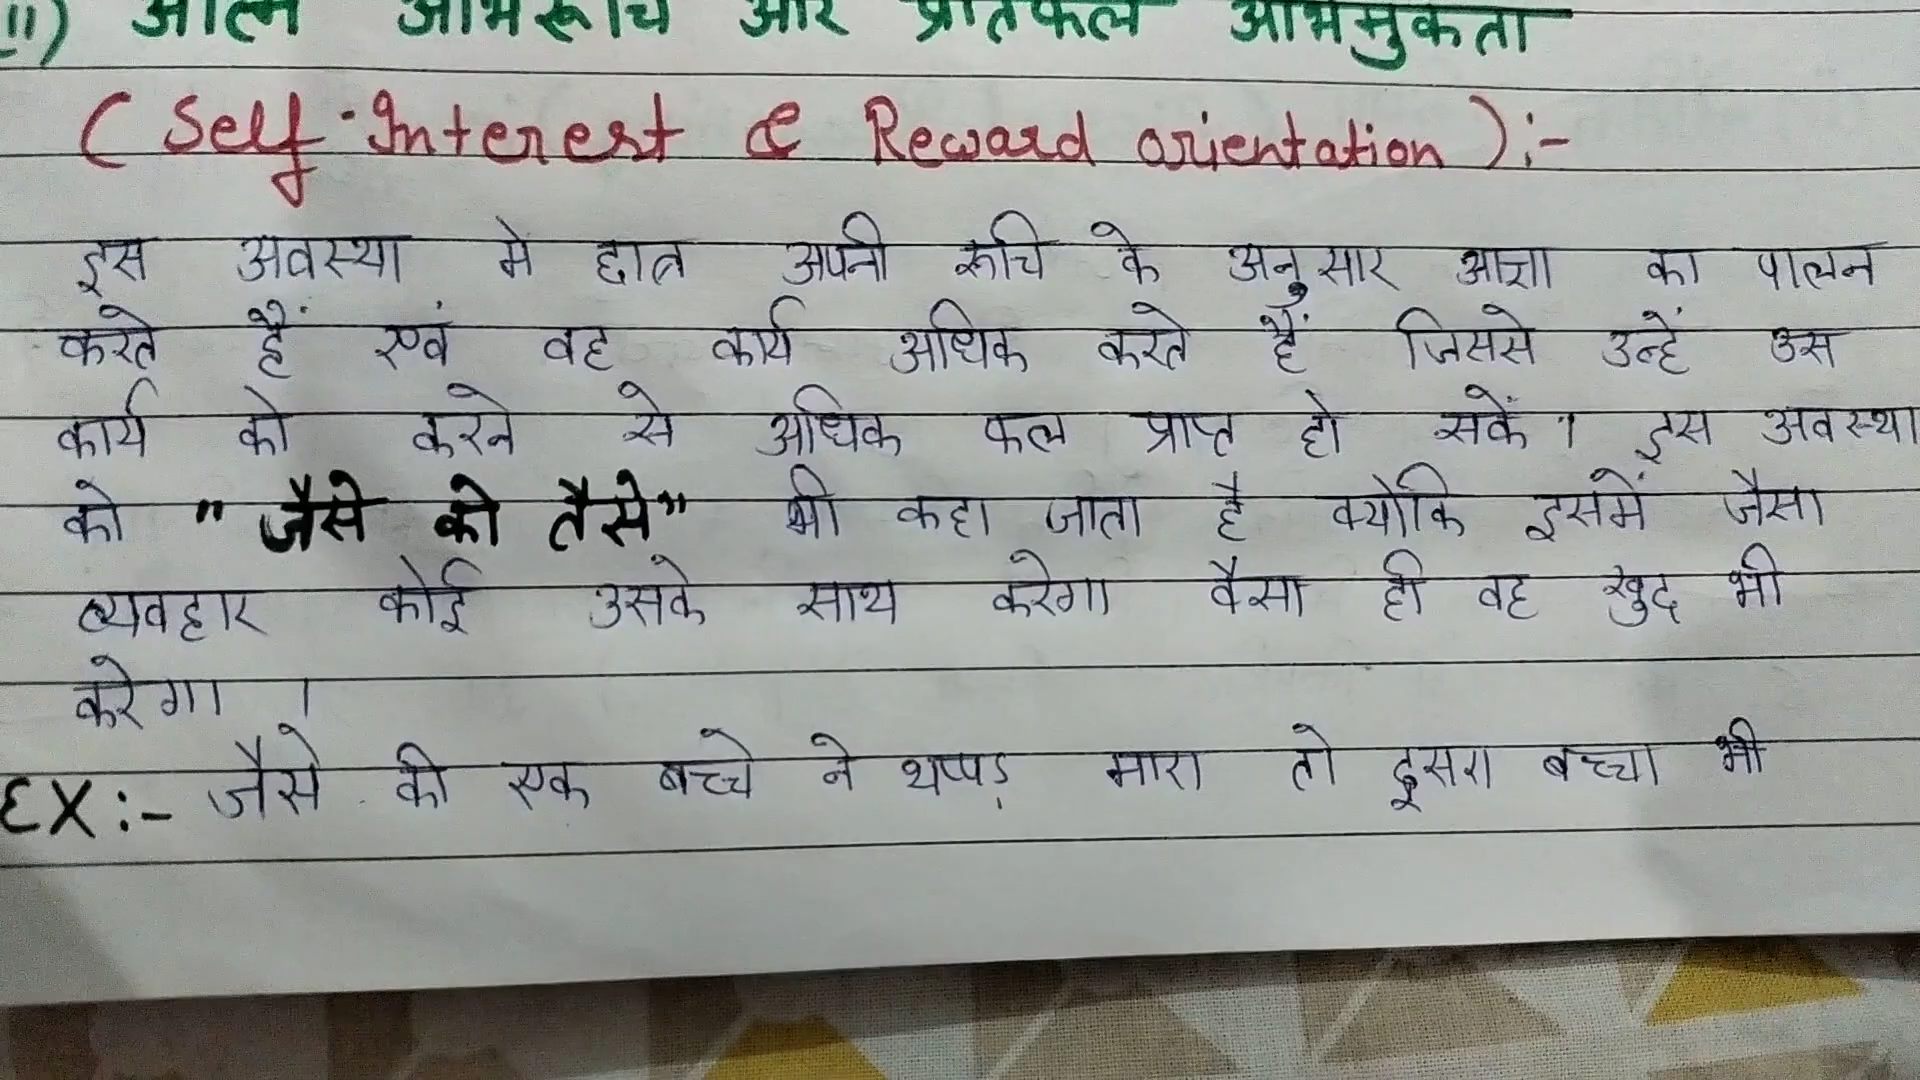 (ii) आत्म अभिरूचि और प्रतिफल अभिमुकता
(Self-Interest & Reward orientation):-
इस अवस्था मे छात्र अपनी रूचि के अनुसार आज्ञा का पालन
करते हैं एवं वह कार्य अधिक करते हैं जिससे उन्हें उस
कार्य को करने से अधिक फल प्राप्त हो सकें। इस अवस्था
को "जैसे को तैसे" भी कहा जाता है क्योकि इसमें जैसा
व्यवहार कोई उसके साथ करेगा वैसा ही वह खुद भी
करेगा ।
EX:- जैसे की एक बच्चे ने थप्पड़ मारा तो दूसरा बच्चा भी